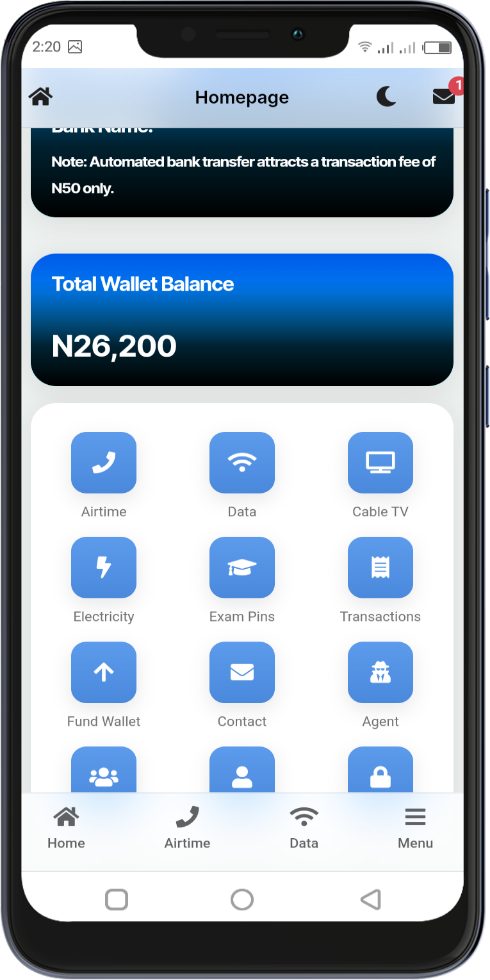 2:20
Homepage
1
Bank Name:
Note: Automated bank transfer attracts a transaction fee of
N50 only.
Total Wallet Balance
N26,200
Airtime
Data
Cable TV
Electricity
Exam Pins
Transactions
Fund Wallet
Contact
Agent
Home
Airtime
Data
Menu